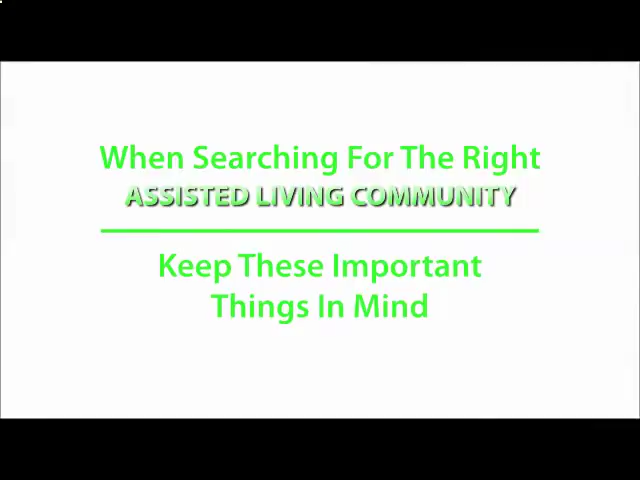 When Searching For The Right
ASSISTED LIVING COMMUNITY
Keep These Important
Things In Mind